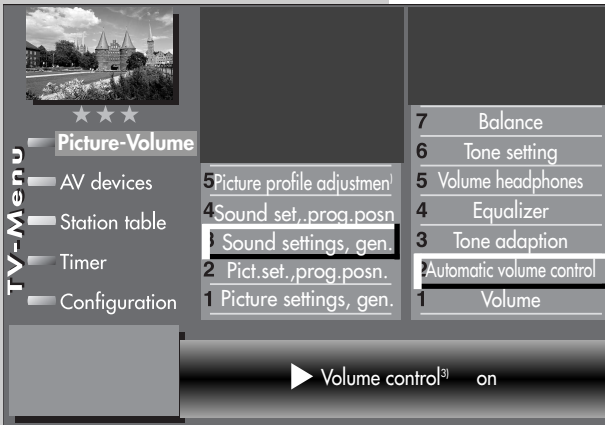 TV-Menu
Picture-Volume
AV devices
Station table
Timer
Configuration
5 Picture profile adjustmen¹⁾
4 Sound set,.prog.posn
3 Sound settings, gen.
2 Pict.set.,prog.posn.
1 Picture settings, gen.
7 Balance
6 Tone setting
5 Volume headphones
4 Equalizer
3 Tone adaption
2 Automatic volume control
1 Volume
Volume control³⁾ on